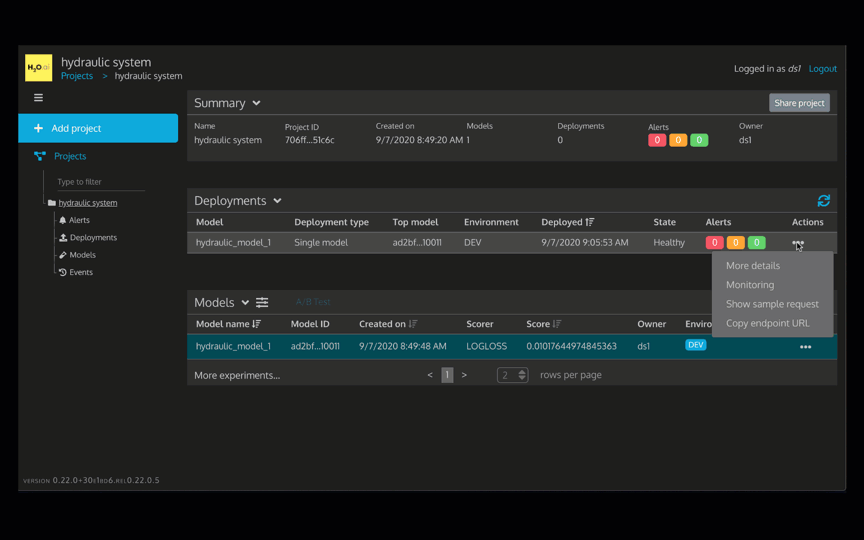 H₂O.ai
hydraulic system
Projects > hydraulic system
Logged in as ds1 Logout
Add project
Projects
Type to filter
hydraulic system
Alerts
Deployments
Models
Events
Summary
Share project
Name Project ID Created on Models Deployments Alerts Owner
hydraulic system 706ff...51c6c 9/7/2020 8:49:20 AM 1 0 0 0 0 ds1
Deployments
Model Deployment type Top model Environment Deployed State Alerts Actions
hydraulic_model_1 Single model ad2bf...10011 DEV 9/7/2020 9:05:53 AM Healthy 0 0 0
More details
Monitoring
Show sample request
Copy endpoint URL
Models A/B Test
Model name Model ID Created on Scorer Score Owner Enviro
hydraulic_model_1 ad2bf...10011 9/7/2020 8:49:48 AM LOGLOSS 0.01017644974845363 ds1 DEV
More experiments... < 1 > 2 rows per page
VERSION 0.22.0+30E18D6.REL0.22.0.5